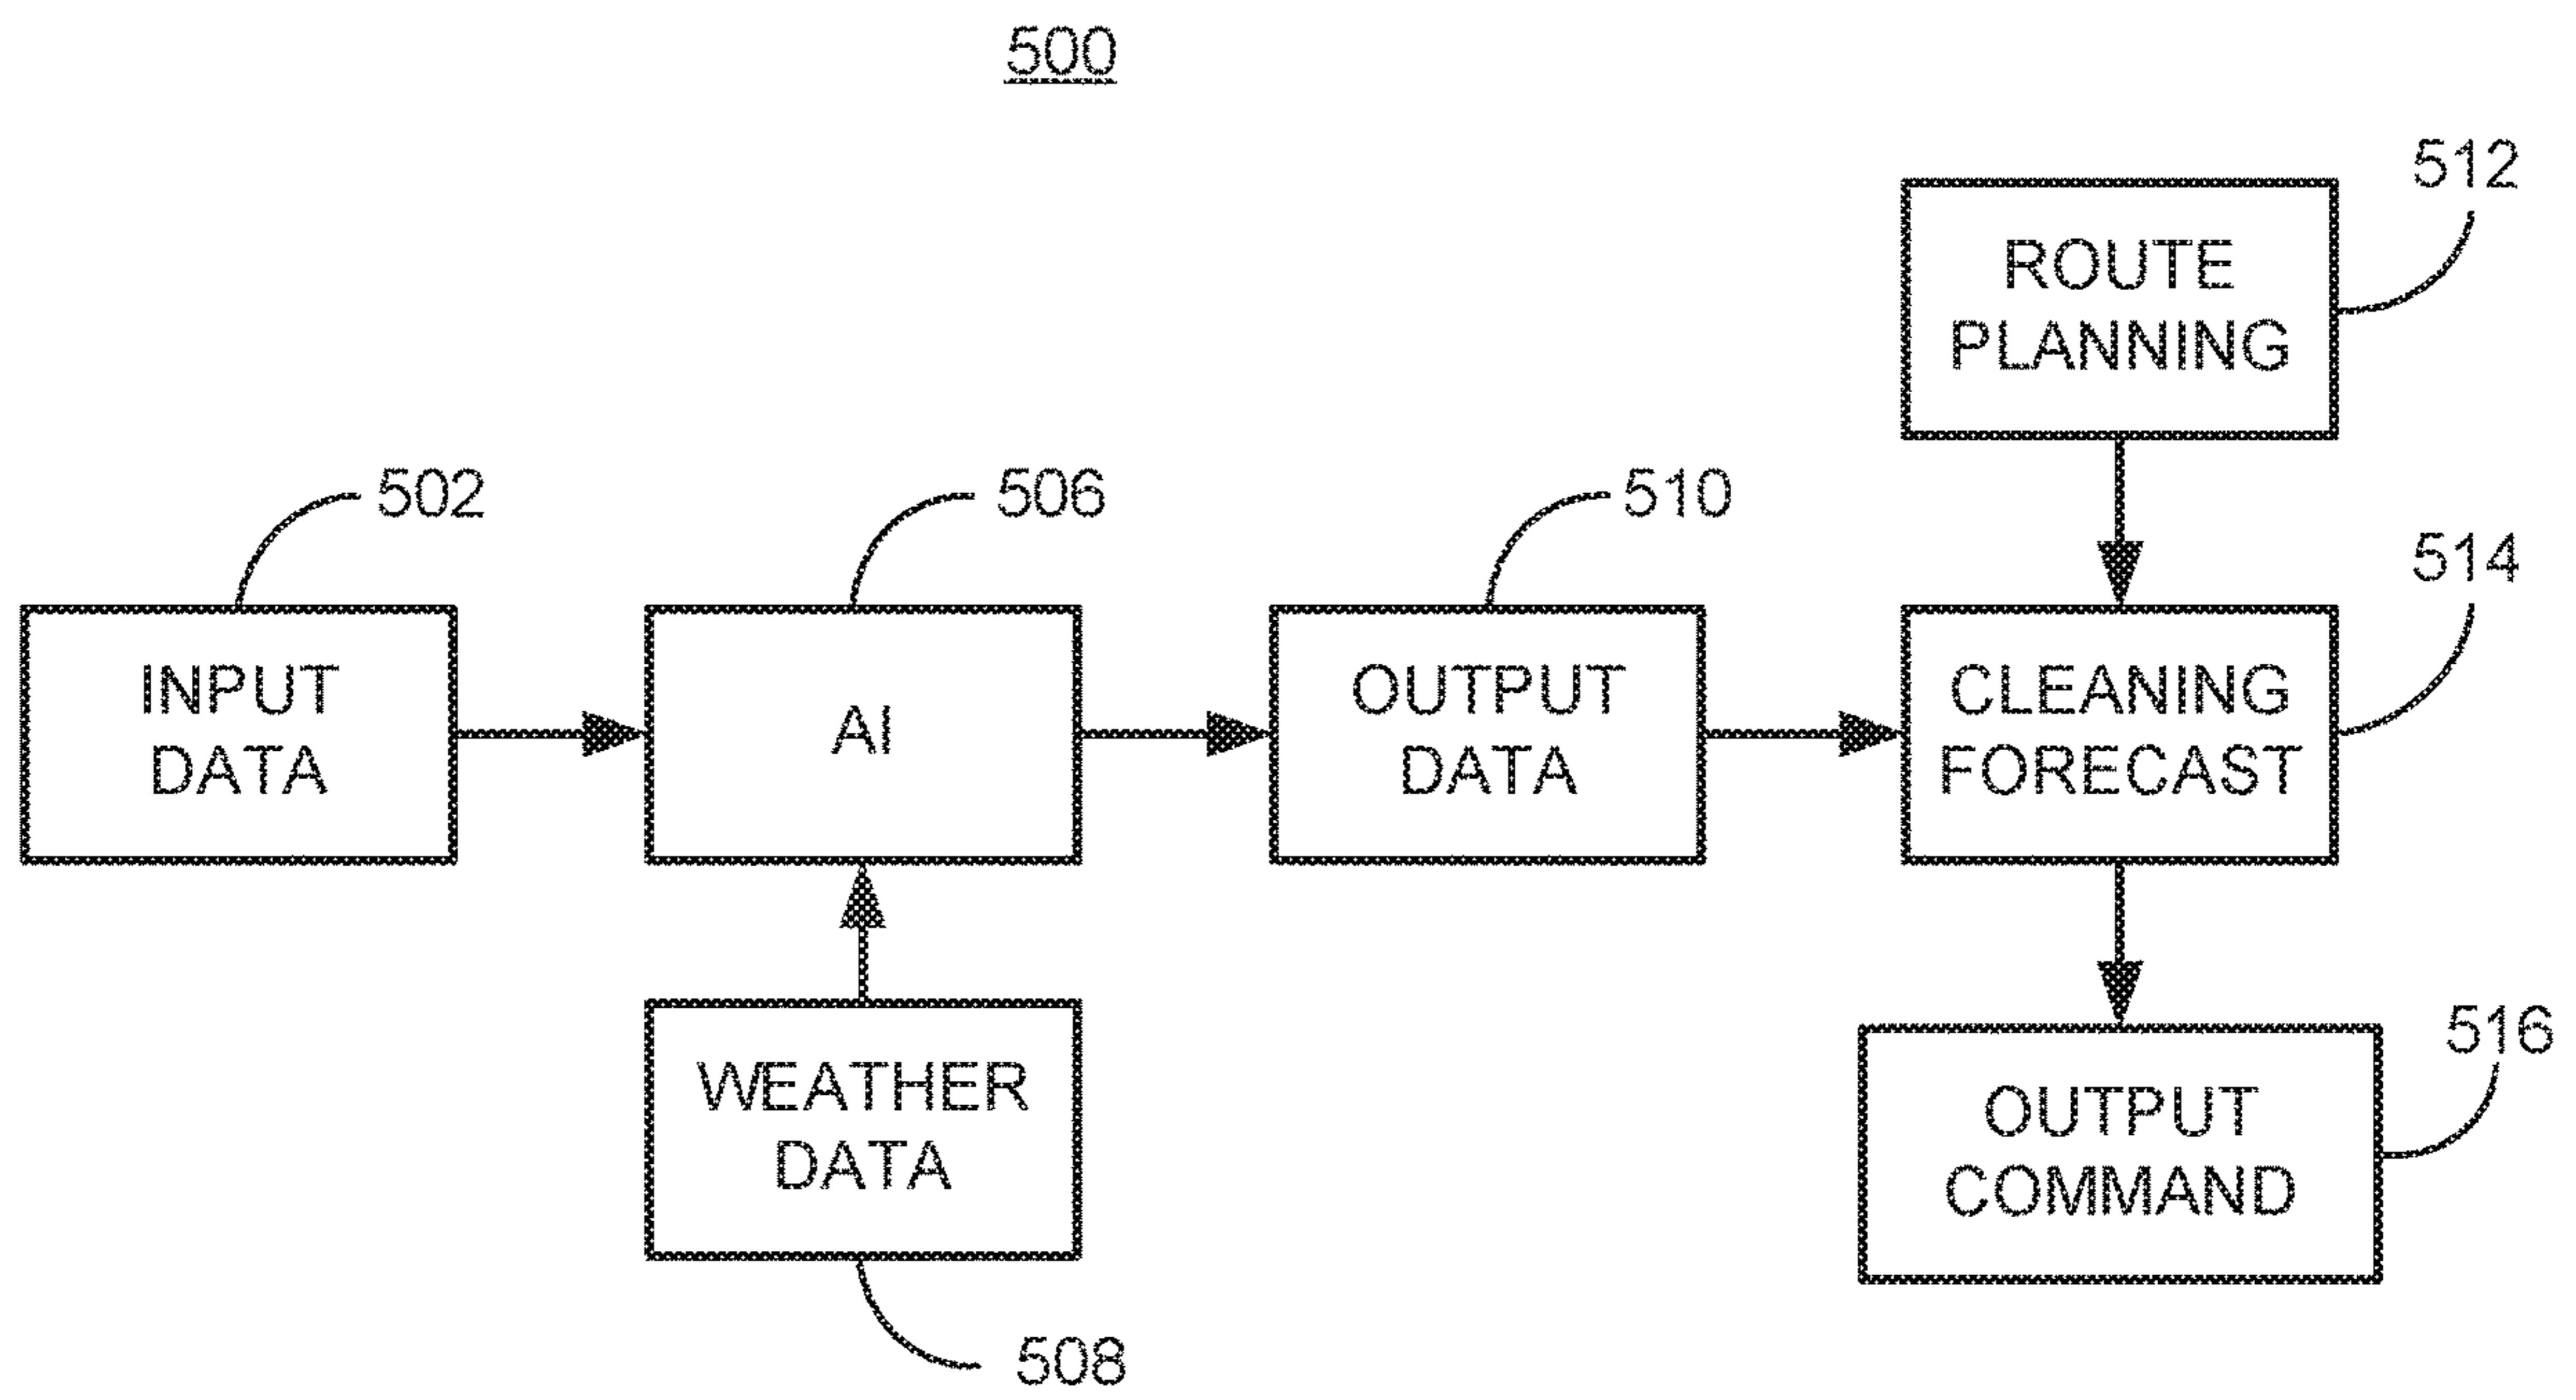 500
512
ROUTE
PLANNING
502
506
510
514
INPUT
DATA
AI
OUTPUT
DATA
CLEANING
FORECAST
516
WEATHER
DATA
OUTPUT
COMMAND
508